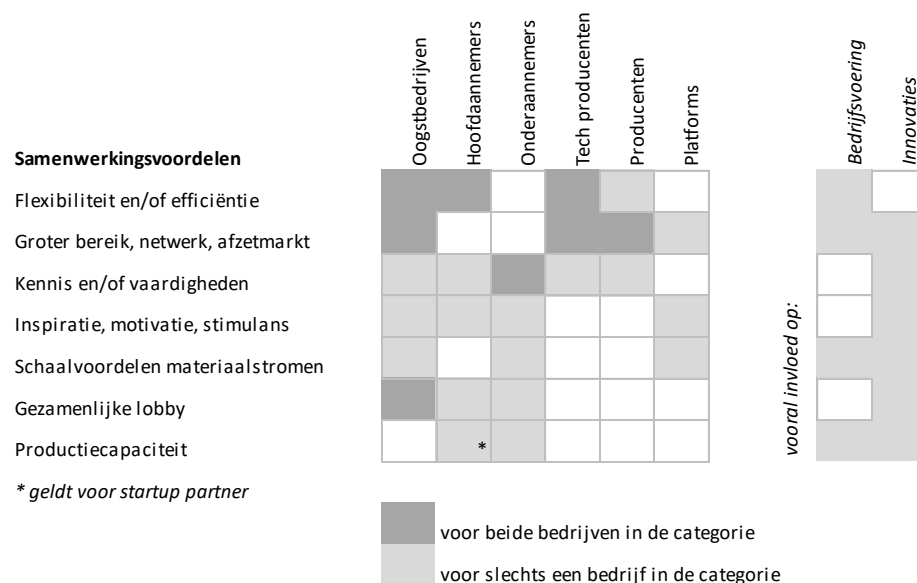 Oogstbedrijven
Hoofdaannemers
Onderaannemers
Tech producenten
Producenten
Platforms
Bedrijfsvoering
Innovaties
Samenwerkingsvoordelen
Flexibiliteit en/of efficiëntie
Groter bereik, netwerk, afzetmarkt
Kennis en/of vaardigheden
Inspiratie, motivatie, stimulans
Schaalvoordelen materiaalstromen
Gezamenlijke lobby
Productiecapaciteit
*
* geldt voor startup partner
vooral invloed op:
voor beide bedrijven in de categorie
voor slechts een bedrijf in de categorie